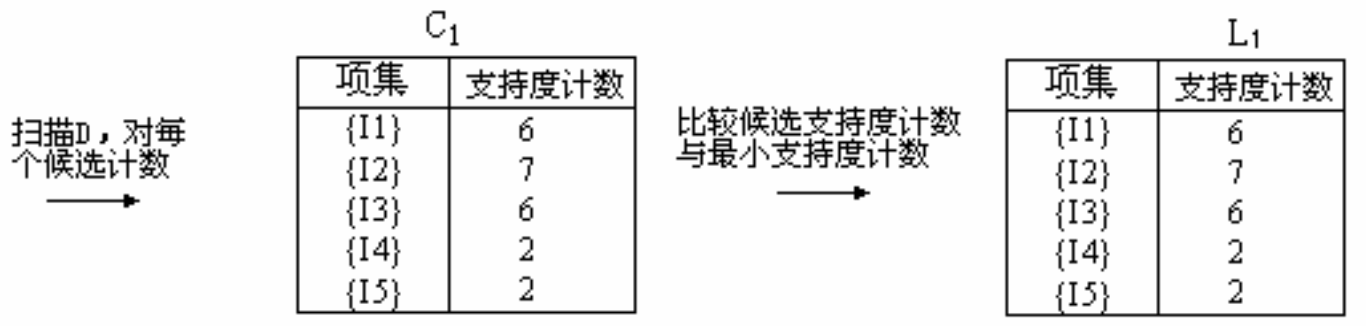 扫描D，对每
个候选计数
C1
项集 支持度计数
{I1} 6
{I2} 7
{I3} 6
{I4} 2
{I5} 2
比较候选支持度计数
与最小支持度计数
L1
项集 支持度计数
{I1} 6
{I2} 7
{I3} 6
{I4} 2
{I5} 2